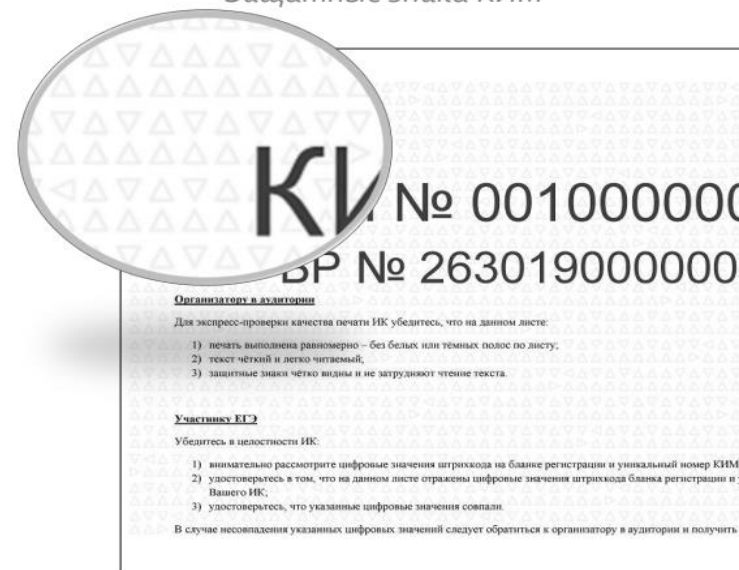 Защитные знаки КИМ
КИ № 00100000
БР № 263019000000
Организатору в аудитории
Для экспресс-проверки качества печати ИК убедитесь, что на данном листе:
1) печать выполнена равномерно – без белых или темных полос по листу;
2) текст чёткий и легко читаемый;
3) защитные знаки чётко видны и не затрудняют чтение текста.
Участнику ЕГЭ
Убедитесь в целостности ИК:
1) внимательно рассмотрите цифровые значения штрихкода на бланке регистрации и уникальный номер КИМ
2) удостоверьтесь в том, что на данном листе отражены цифровые значения штрихкода бланка регистрации и
Вашего ИК;
3) удостоверьтесь, что указанные цифровые значения совпали.
В случае несовпадения указанных цифровых значений следует обратиться к организатору в аудитории и получить